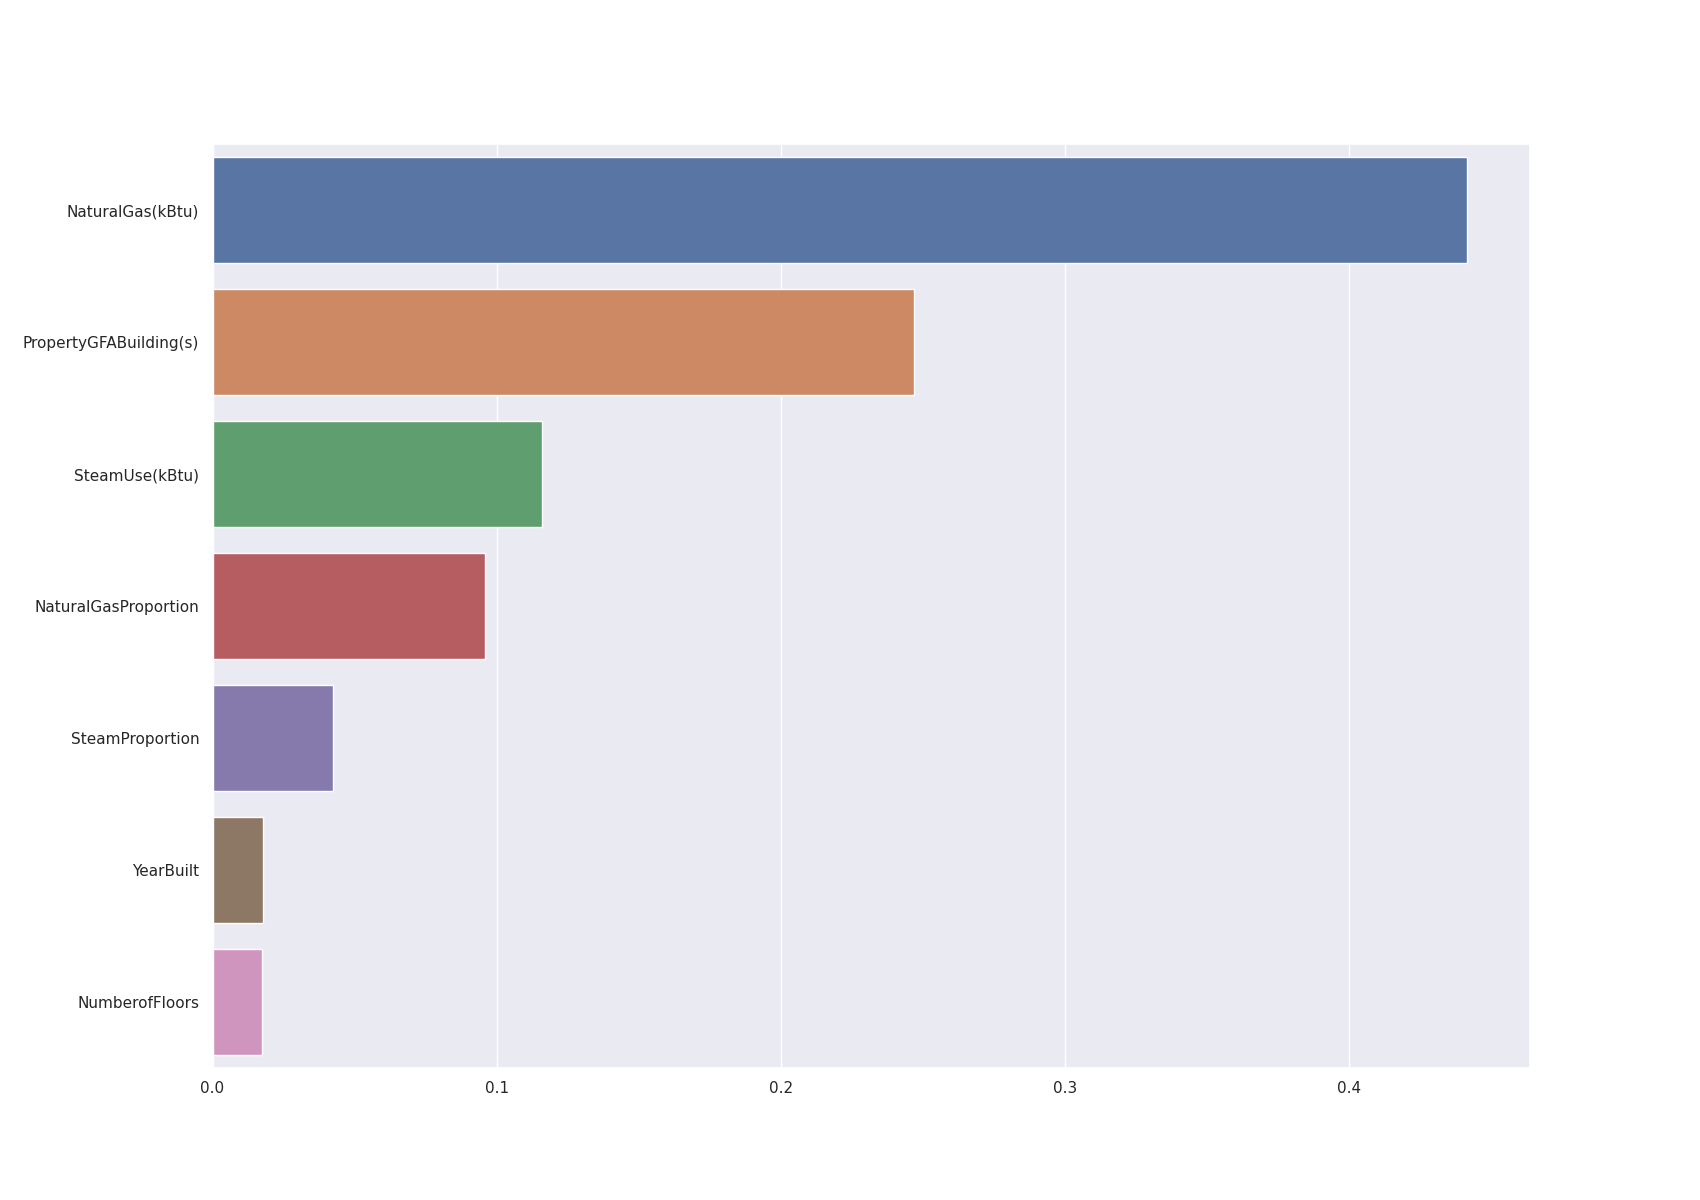 NaturalGas(kBtu)
PropertyGFABuilding(s)
SteamUse(kBtu)
NaturalGasProportion
SteamProportion
YearBuilt
NumberofFloors
0.0 0.1 0.2 0.3 0.4